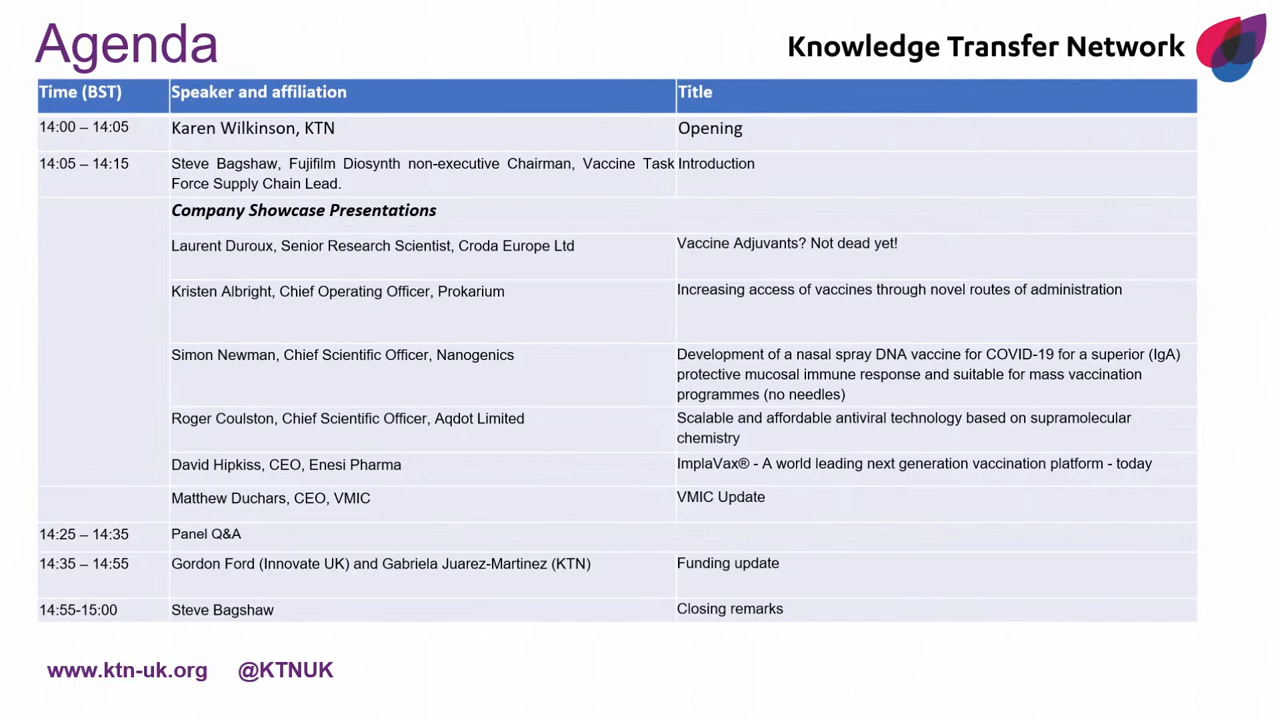 Agenda
Knowledge Transfer Network
Time (BST) Speaker and affiliation Title
14:00 – 14:05 Karen Wilkinson, KTN Opening
14:05 – 14:15 Steve Bagshaw, Fujifilm Diosynth non-executive Chairman, Vaccine Task Introduction
Force Supply Chain Lead.
Company Showcase Presentations
Laurent Duroux, Senior Research Scientist, Croda Europe Ltd Vaccine Adjuvants? Not dead yet!
Kristen Albright, Chief Operating Officer, Prokarium Increasing access of vaccines through novel routes of administration
Simon Newman, Chief Scientific Officer, Nanogenics Development of a nasal spray DNA vaccine for COVID-19 for a superior (IgA)
protective mucosal immune response and suitable for mass vaccination
programmes (no needles)
Roger Coulston, Chief Scientific Officer, Aqdot Limited Scalable and affordable antiviral technology based on supramolecular
chemistry
David Hipkiss, CEO, Enesi Pharma ImplaVax® - A world leading next generation vaccination platform - today
Matthew Duchars, CEO, VMIC VMIC Update
14:25 – 14:35 Panel Q&A
14:35 – 14:55 Gordon Ford (Innovate UK) and Gabriela Juarez-Martinez (KTN) Funding update
14:55-15:00 Steve Bagshaw Closing remarks
www.ktn-uk.org @KTNUK